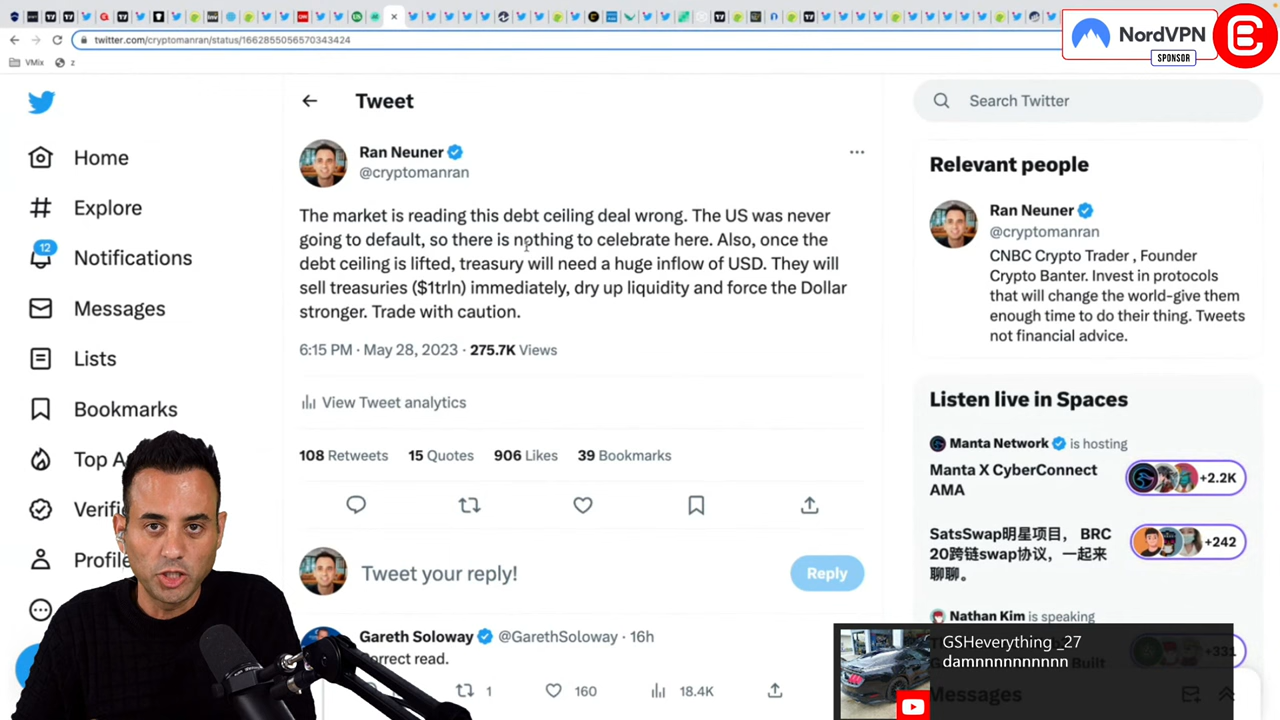 NordVPN
SPONSOR
twitter.com/cryptomanran/status/1662855056570343424
VMix
z
Tweet
Search Twitter
Home
Explore
12
Notifications
Messages
Lists
Bookmarks
Top A
Verifi
Profile
Ran Neuner
@cryptomanran
The market is reading this debt ceiling deal wrong. The US was never
going to default, so there is nothing to celebrate here. Also, once the
debt ceiling is lifted, treasury will need a huge inflow of USD. They will
sell treasuries ($1trln) immediately, dry up liquidity and force the Dollar
stronger. Trade with caution.
6:15 PM · May 28, 2023 · 275.7K Views
View Tweet analytics
108 Retweets 15 Quotes 906 Likes 39 Bookmarks
Tweet your reply!
Reply
Gareth Soloway @GarethSoloway · 16h
orrect read.
1
160
18.4K
Relevant people
Ran Neuner
@cryptomanran
CNBC Crypto Trader , Founder
Crypto Banter. Invest in protocols
that will change the world-give them
enough time to do their thing. Tweets
not financial advice.
Listen live in Spaces
Manta Network is hosting
Manta X CyberConnect
AMA
+2.2K
SatsSwap明星项目， BRC
20跨链swap协议，一起来
聊聊。
+242
Nathan Kim is speaking
+331
GSHeverything _27
damnnnnnnnnnn
Messages